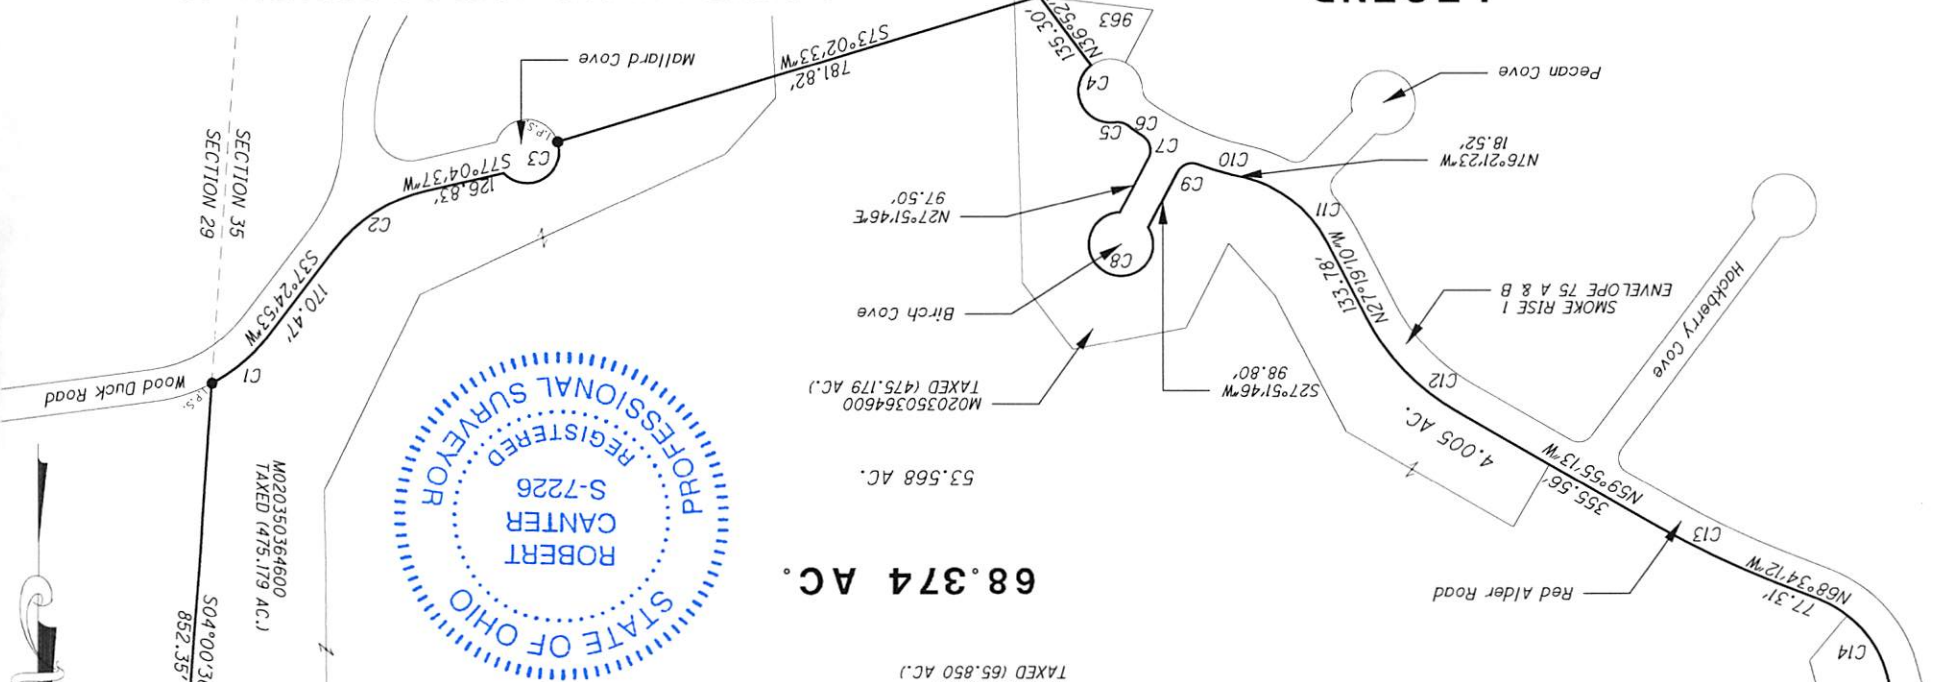 TAXED (65.850 AC.)
68.374 AC.
53.568 AC.
C14
77.31'
N68°34'12"W
Red Alder Road
C13
355.56'
N59°55'13"W
4.005 AC.
C12
Hackberry Cove
SMOKE RISE 1
ENVELOPE 75 A & B
133.78'
N27°19'10"W
C11
S27°51'46"W
98.80'
M020350364600
TAXED (475.179 AC.)
Birch Cove
C8
N27°51'46"E
97.50'
C9
C10
N76°21'23"W
18.52'
C7
C6
C5
C4
Pecan Cove
135.30'
N36°52'
963
STATE OF OHIO
ROBERT
CANTER
S-7226
REGISTERED
PROFESSIONAL SURVEYOR
S04°00'3
852.35'
M020350364600
TAXED (475.179 AC.)
I.P.S.
Wood Duck Road
C1
170.47'
S37°24'53"W
SECTION 35
SECTION 29
C2
126.83'
S77°04'37"W
C3
I.P.S.
Mallard Cove
781.82'
S73°02'33"W